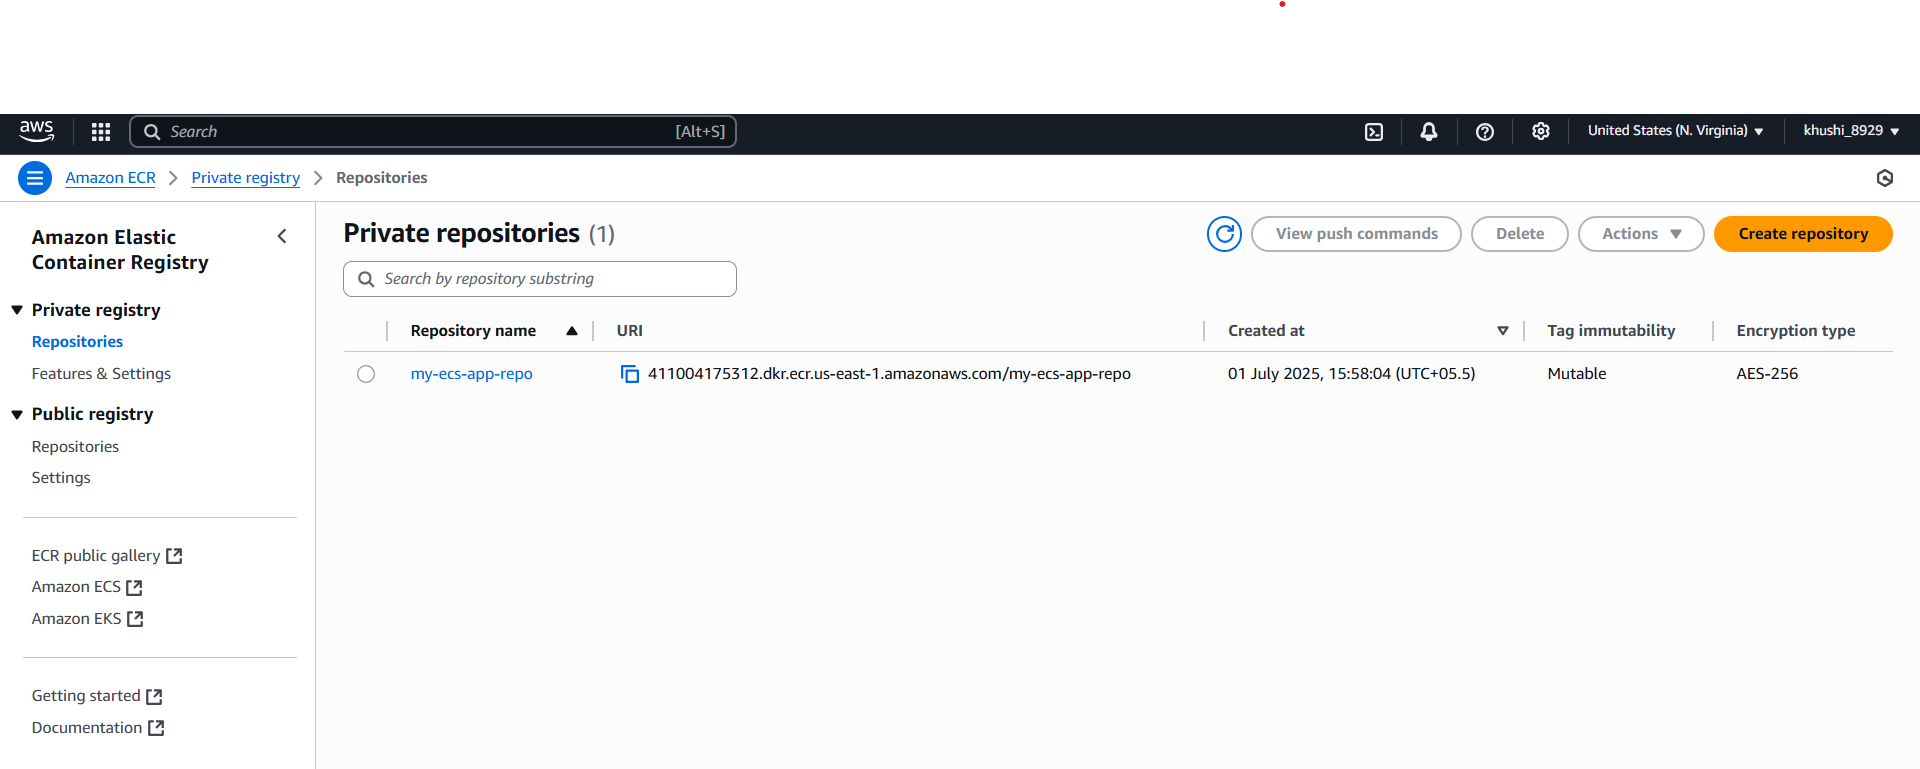 aws
Search [Alt+S]
United States (N. Virginia) khushi_8929
Amazon ECR Private registry Repositories
Amazon Elastic
Container Registry
Private registry
Repositories
Features & Settings
Public registry
Repositories
Settings
ECR public gallery
Amazon ECS
Amazon EKS
Getting started
Documentation
Private repositories (1)
View push commands Delete Actions Create repository
Search by repository substring
Repository name URI Created at Tag immutability Encryption type
my-ecs-app-repo 411004175312.dkr.ecr.us-east-1.amazonaws.com/my-ecs-app-repo 01 July 2025, 15:58:04 (UTC+05.5) Mutable AES-256